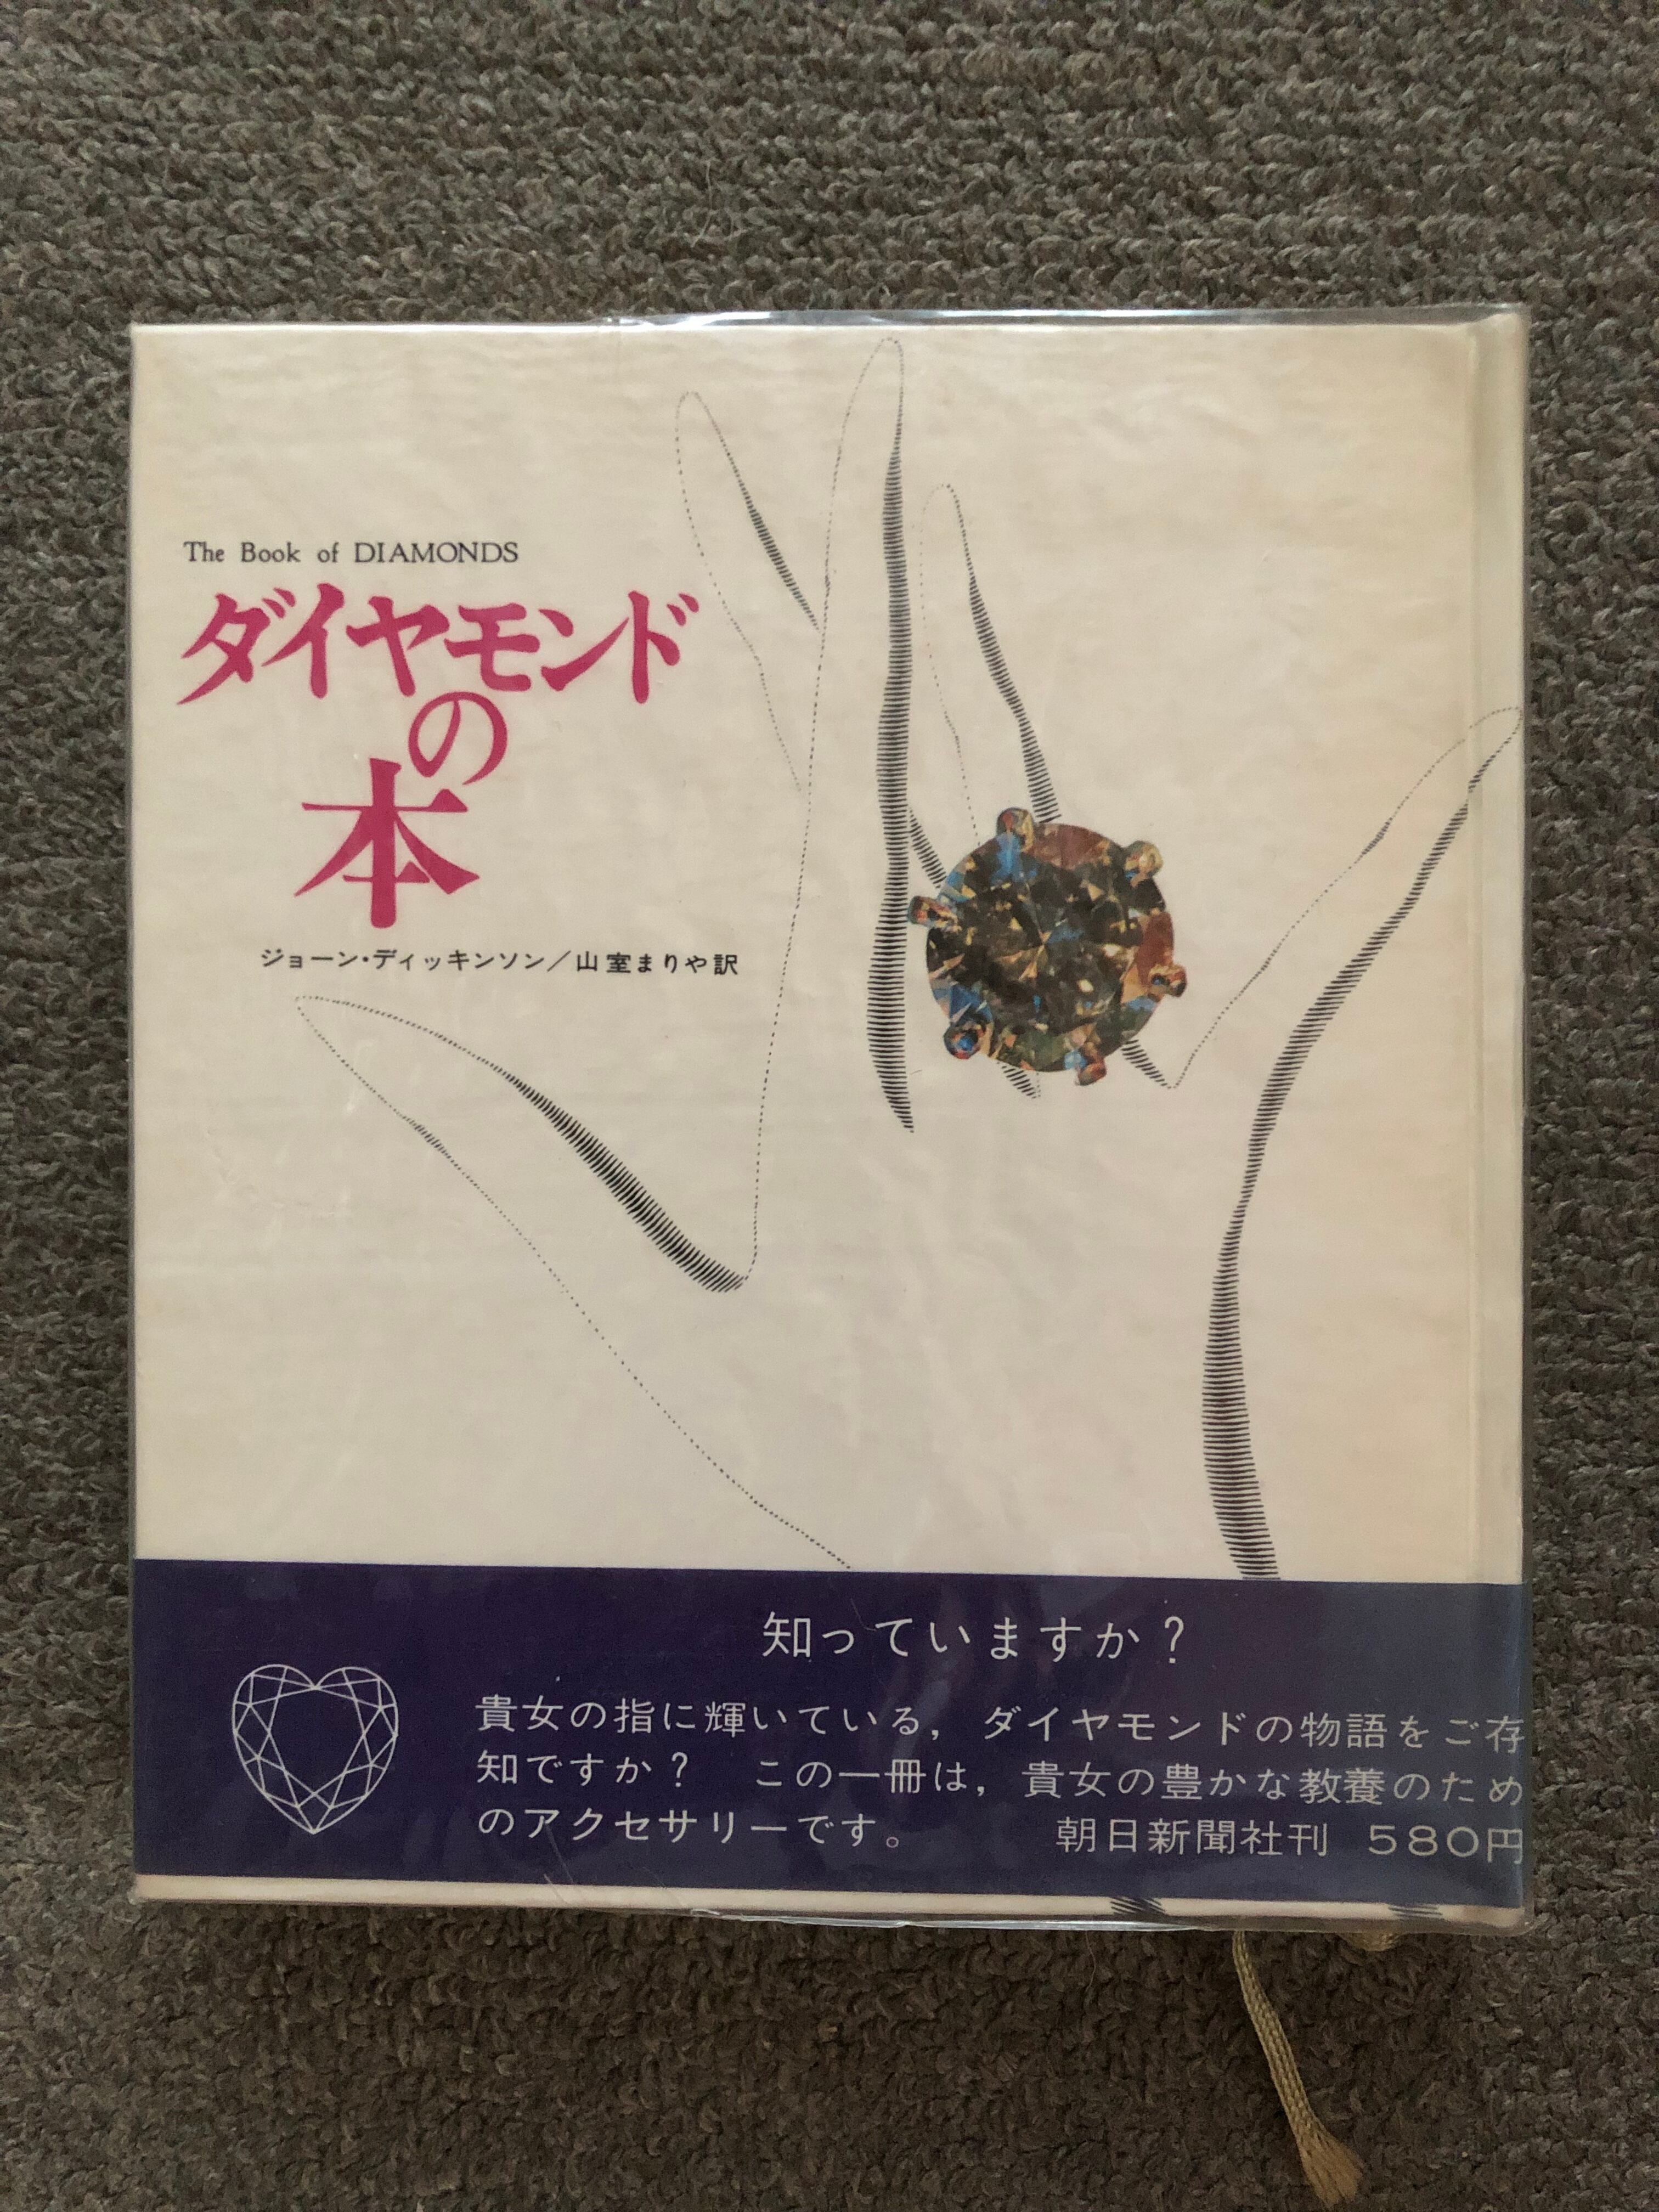 The Book of DIAMONDS
ダイヤモンド
の
本
ジョーン・ディッキンソン／山室まりや訳
知っていますか？
貴女の指に輝いている，ダイヤモンドの物語をご存
知ですか？　この一冊は，貴女の豊かな教養のため
のアクセサリーです。　朝日新聞社刊　580円